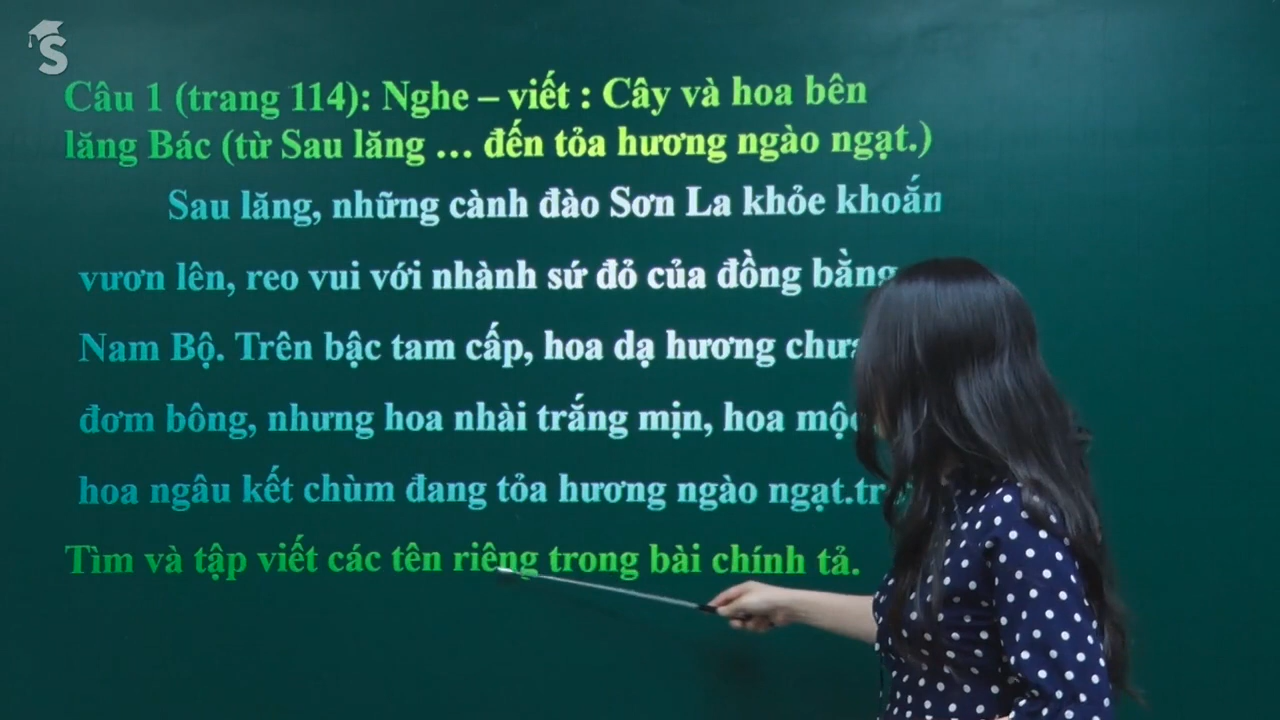 S
Câu 1 (trang 114): Nghe – viết : Cây và hoa bên
lăng Bác (từ Sau lăng … đến tỏa hương ngào ngạt.)
Sau lăng, những cành đào Sơn La khỏe khoắn
vươn lên, reo vui với nhành sứ đỏ của đồng bằng
Nam Bộ. Trên bậc tam cấp, hoa dạ hương chưa
đơm bông, nhưng hoa nhài trắng mịn, hoa
hoa ngâu kết chùm đang tỏa hương ngào ngạt.
Tìm và tập viết các tên riêng trong bài chính tả.